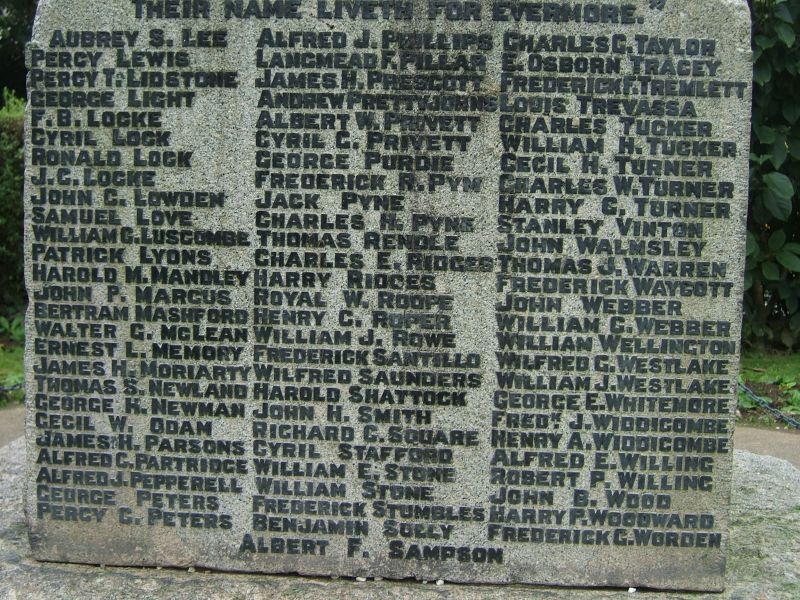 THEIR NAME LIVETH FOR EVERMORE."
AUBREY S. LEE
PERCY LEWIS
PERCY T. LIDSTONE
GEORGE LIGHT
F. B. LOCKE
CYRIL LOCK
RONALD LOCK
J. C. LOCKE
JOHN C. LOWDEN
SAMUEL LOVE
WILLIAM G. LUSCOMBE
PATRICK LYONS
HAROLD M. MANDLEY
JOHN P. MARCUS
BERTRAM MASHFORD
WALTER G. MCLEAN
ERNEST L. MEMORY
JAMES H. MORIARTY
THOMAS S. NEWLAND
GEORGE H. NEWMAN
CECIL W. ODAM
JAMES H. PARSONS
ALFRED C. PARTRIDGE
ALFRED J. PEPPERELL
GEORGE PETERS
PERCY C. PETERS
ALFRED J. PHILLIPS
LANGMEAD F. PILLAR
JAMES H. PRESCOTT
ANDREW PRETTYJOHNS
ALBERT W. PRIVETT
CYRIL C. PRIVETT
GEORGE PURDIE
FREDERICK R. PYM
JACK PYNE
CHARLES H. PYNE
THOMAS RENDLE
CHARLES E. RIDGES
HARRY RIDGES
ROYAL W. ROOPE
HENRY C. ROPER
WILLIAM J. ROWE
FREDERICK SANTILLO
WILFRED SAUNDERS
HAROLD SHATTOCK
JOHN H. SMITH
RICHARD G. SQUARE
CYRIL STAFFORD
WILLIAM E. STONE
WILLIAM STONE
FREDERICK STUMBLES
BENJAMIN SULLY
CHARLES G. TAYLOR
E. OSBORN TRACEY
FREDERICK F. TREMLETT
LOUIS TREVASSA
CHARLES TUCKER
WILLIAM H. TUCKER
CECIL H. TURNER
CHARLES W. TURNER
HARRY C. TURNER
STANLEY VINTON
JOHN WALMSLEY
THOMAS J. WARREN
FREDERICK WAYCOTT
JOHN WEBBER
WILLIAM G. WEBBER
WILLIAM WELLINGTON
WILFRED G. WESTLAKE
WILLIAM J. WESTLAKE
GEORGE E. WHITEMORE
FREDK. J. WIDDICOMBE
HENRY A. WIDDICOMBE
ALFRED E. WILLING
ROBERT P. WILLING
JOHN B. WOOD
HARRY P. WOODWARD
FREDERICK G. WORDEN
ALBERT F. SAMPSON